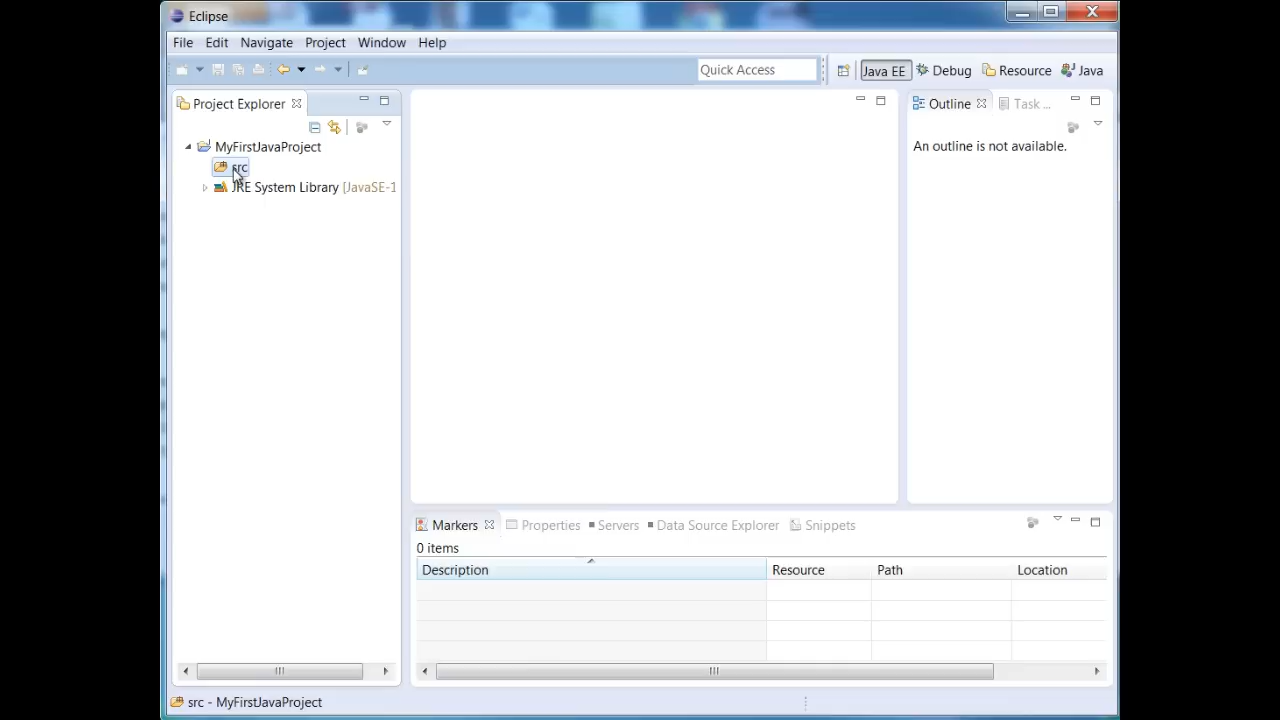 Eclipse
File Edit Navigate Project Window Help
Quick Access
Java EE Debug Resource Java
Project Explorer
Outline Task ...
MyFirstJavaProject
src
JRE System Library [JavaSE-1
An outline is not available.
Markers Properties Servers Data Source Explorer Snippets
0 items
Description Resource Path Location
src - MyFirstJavaProject